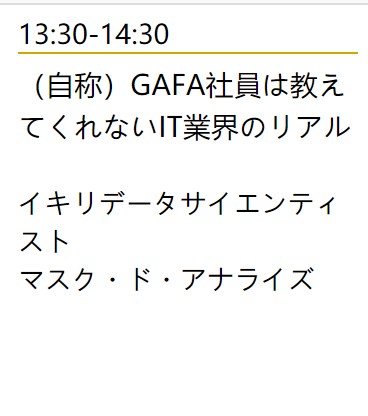 13:30-14:30
（自称）GAFA社員は教え
てくれないIT業界のリアル
イキリデータサイエンティ
スト
マスク・ド・アナライズ